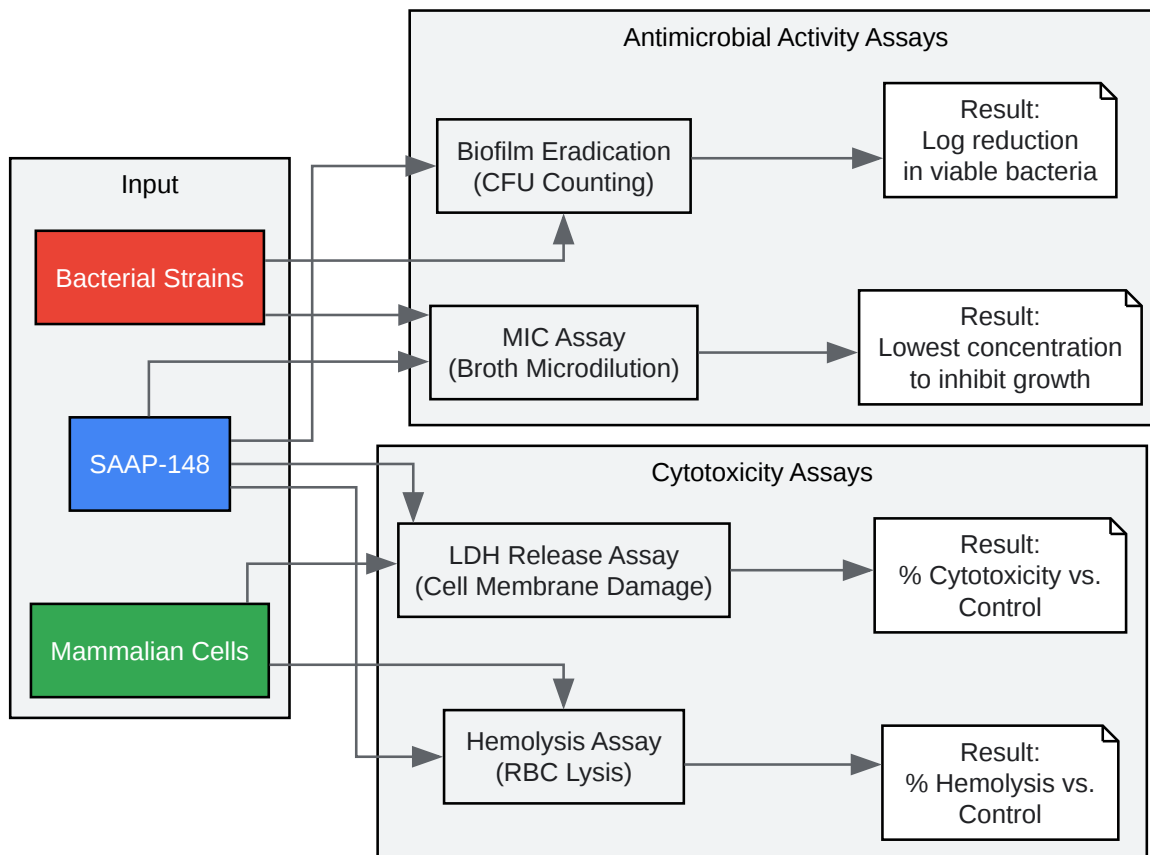 Input
Bacterial Strains
SAAP-148
Mammalian Cells
Antimicrobial Activity Assays
Biofilm Eradication
(CFU Counting)
Result:
Log reduction
in viable bacteria
MIC Assay
(Broth Microdilution)
Result:
Lowest concentration
to inhibit growth
Cytotoxicity Assays
LDH Release Assay
(Cell Membrane Damage)
Result:
% Cytotoxicity vs.
Control
Hemolysis Assay
(RBC Lysis)
Result:
% Hemolysis vs.
Control